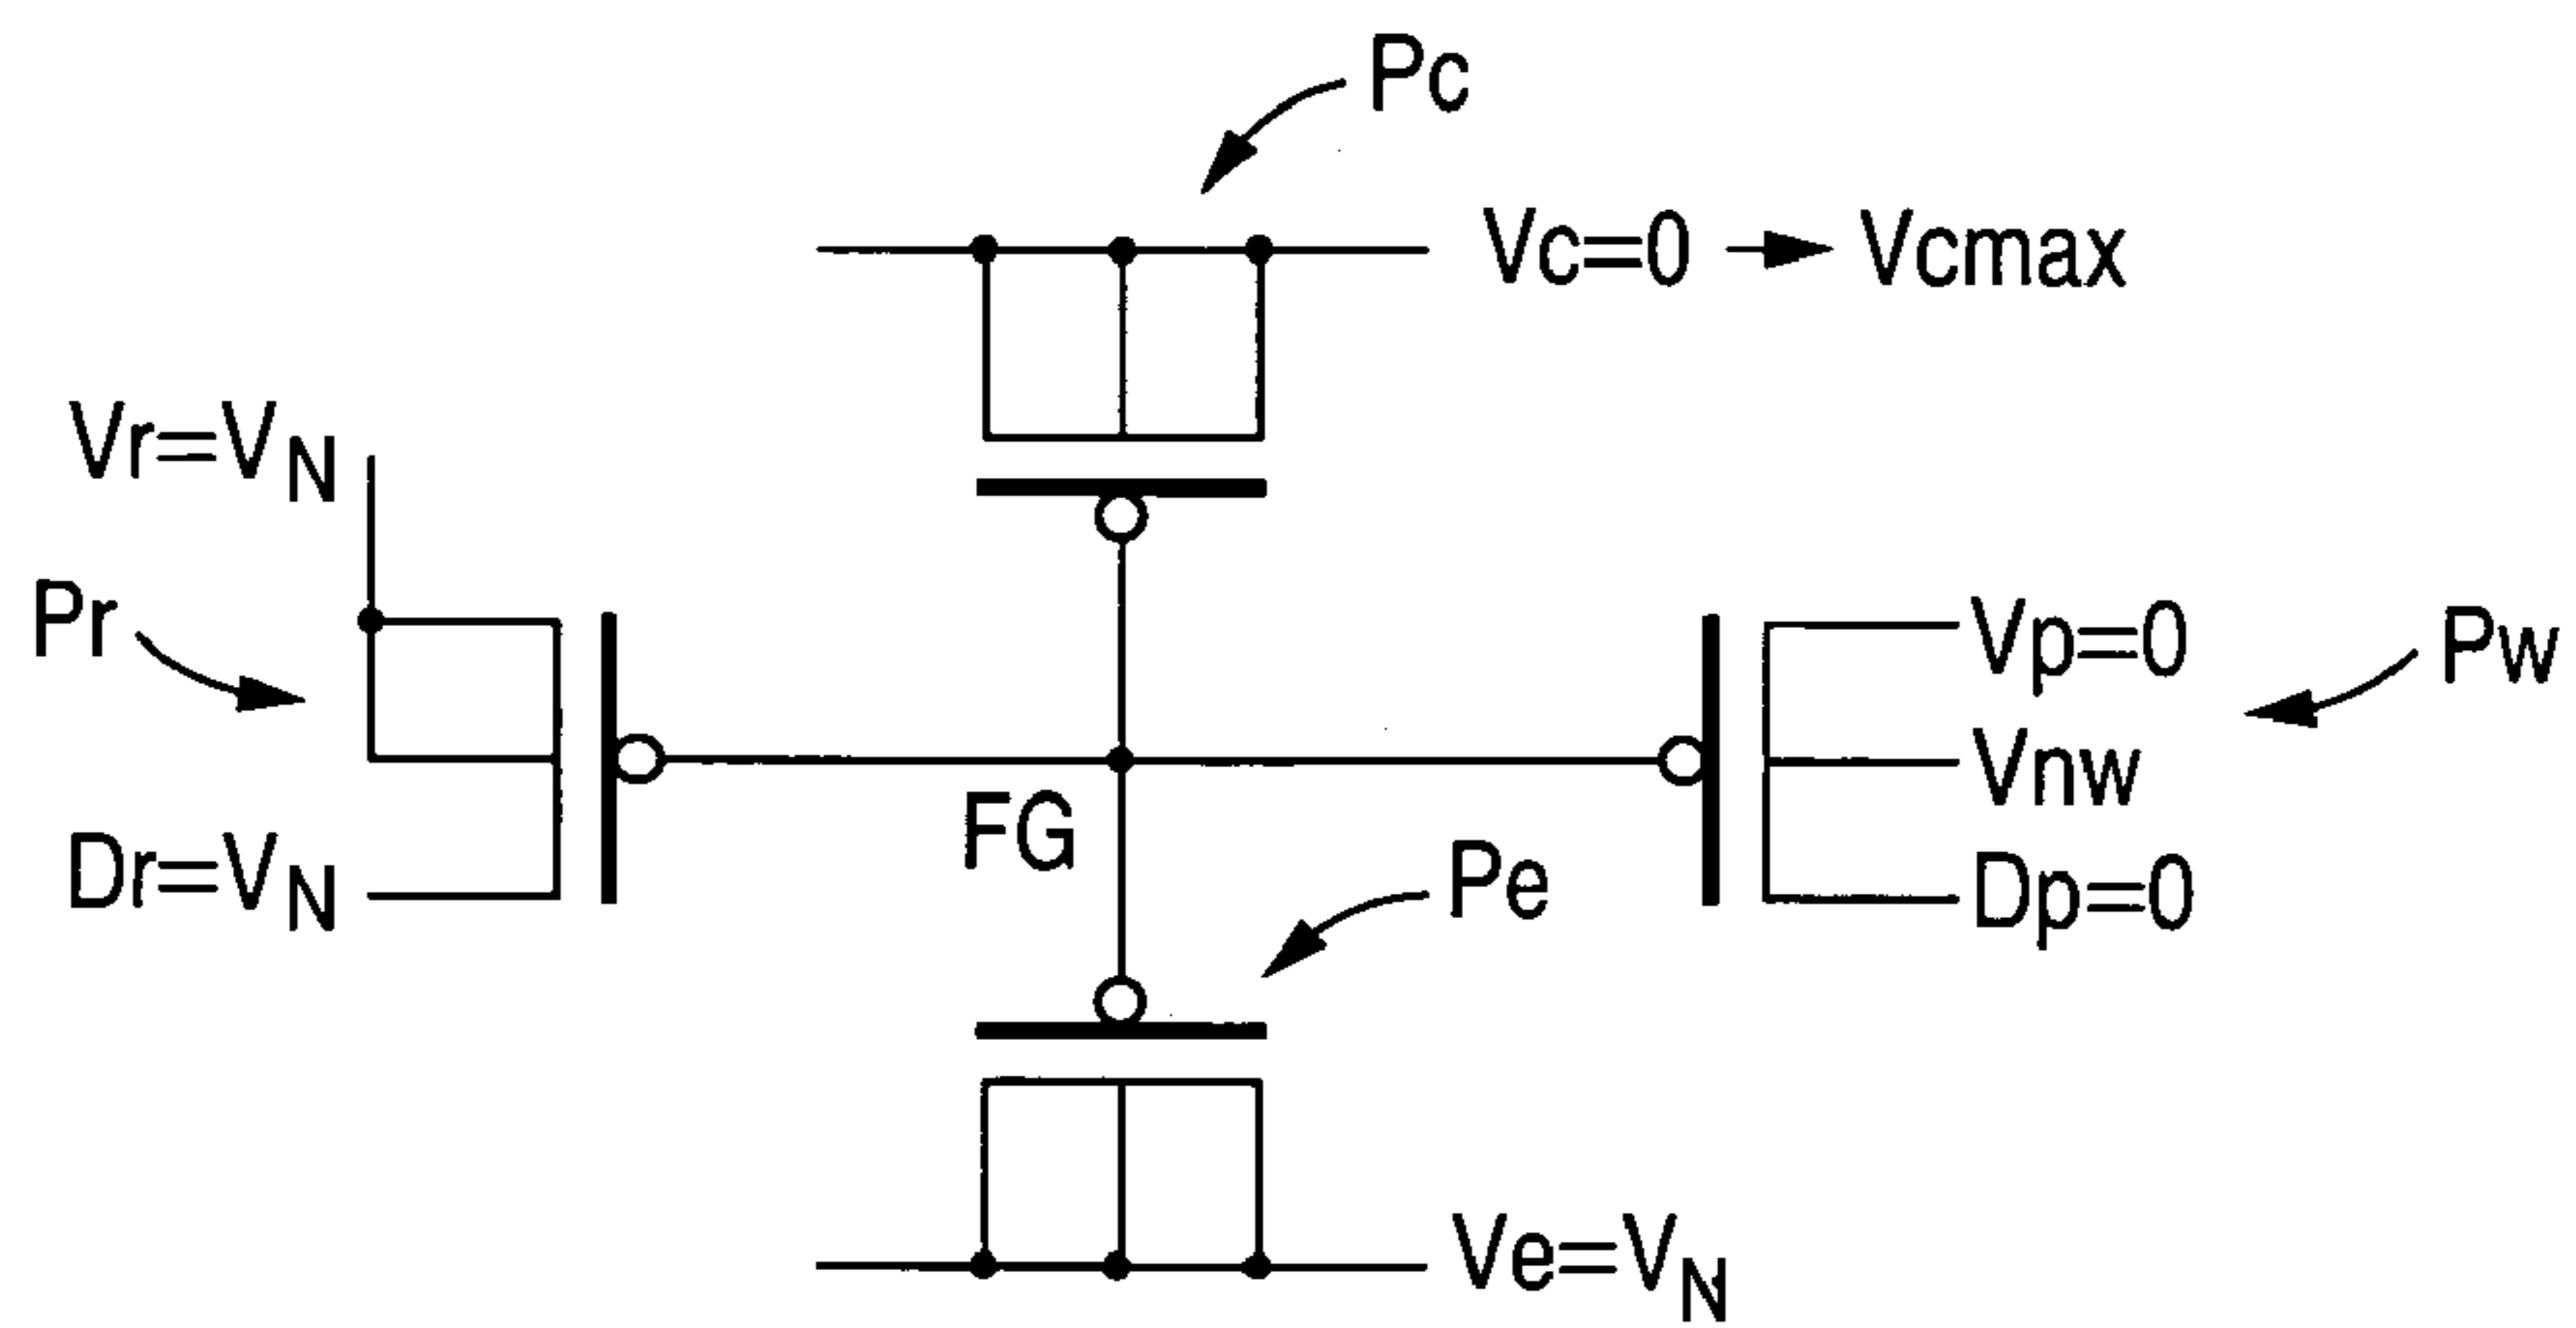 Pc
Vc=0 → Vcmax
Vr=VN
Pr
Vp=0
Pw
Vnw
FG
Dr=VN
Pe
Dp=0
Ve=VN